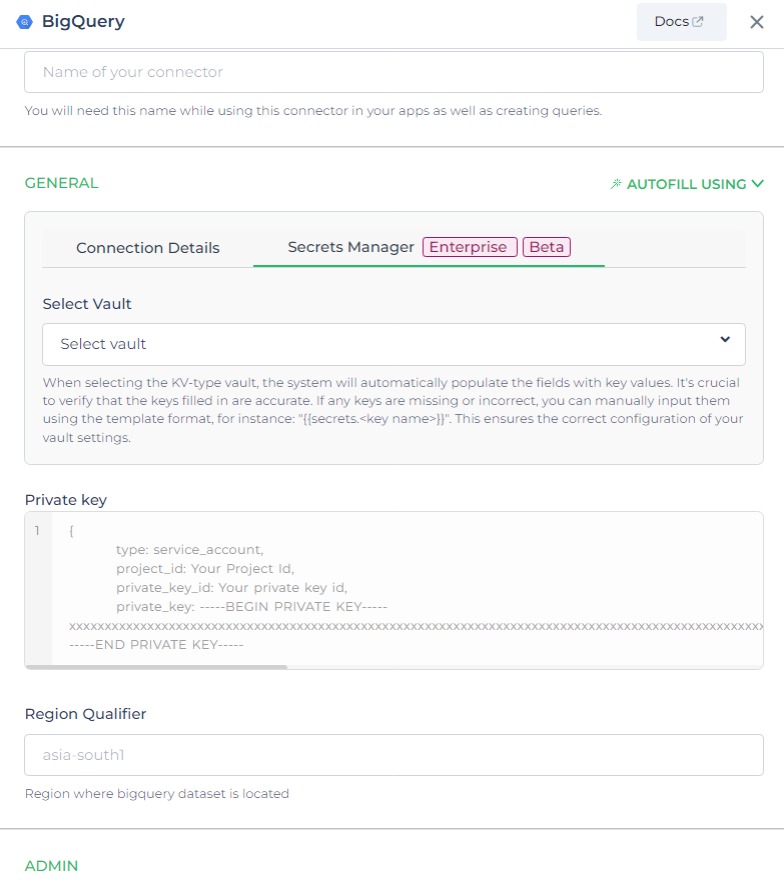 BigQuery
Docs
Name of your connector
You will need this name while using this connector in your apps as well as creating queries.
GENERAL
AUTOFILL USING
Connection Details
Secrets Manager Enterprise Beta
Select Vault
Select vault
When selecting the KV-type vault, the system will automatically populate the fields with key values. It's crucial
to verify that the keys filled in are accurate. If any keys are missing or incorrect, you can manually input them
using the template format, for instance: "{{secrets.<key name>}}". This ensures the correct configuration of your
vault settings.
Private key
1 {
type: service_account,
project_id: Your Project Id,
private_key_id: Your private key id,
private_key: -----BEGIN PRIVATE KEY-----
xxxxxxxxxxxxxxxxxxxxxxxxxxxxxxxxxxxxxxxxxxxxxxxxxxxxxxxxxxxxxxxxxxxxxxxxxxxxxxxxxxxxxxxxxxxxxxxxxxx
-----END PRIVATE KEY-----
Region Qualifier
asia-south1
Region where bigquery dataset is located
ADMIN